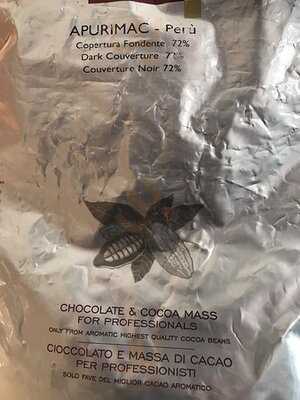 APURiMAC - Perù
Copertura Fondente 72%
Dark Couverture 72%
Couverture Noir 72%
CHOCOLATE & COCOA MASS
FOR PROFESSIONALS
ONLY FROM AROMATIC HIGHEST QUALITY COCOA BEANS
CIOCCOLATO E MASSA DI CACAO
PER PROFESSIONISTI
SOLO FAVE DEL MIGLIOR CACAO AROMATICO